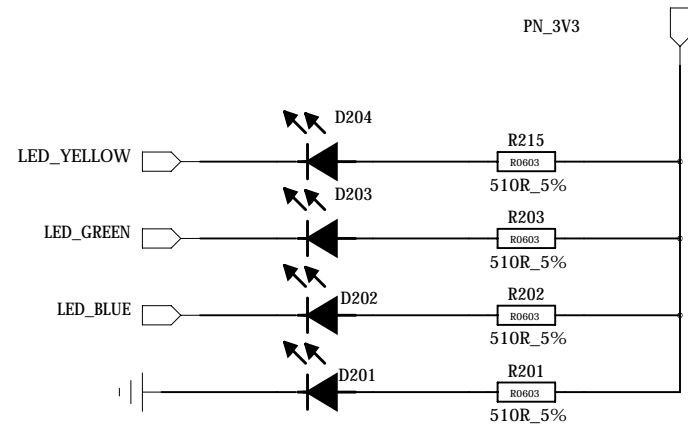 PN_3V3
D204
R215
LED_YELLOW
R0603
510R_5%
D203
R203
LED_GREEN
R0603
510R_5%
D202
R202
LED_BLUE
R0603
510R_5%
D201
R201
R0603
510R_5%